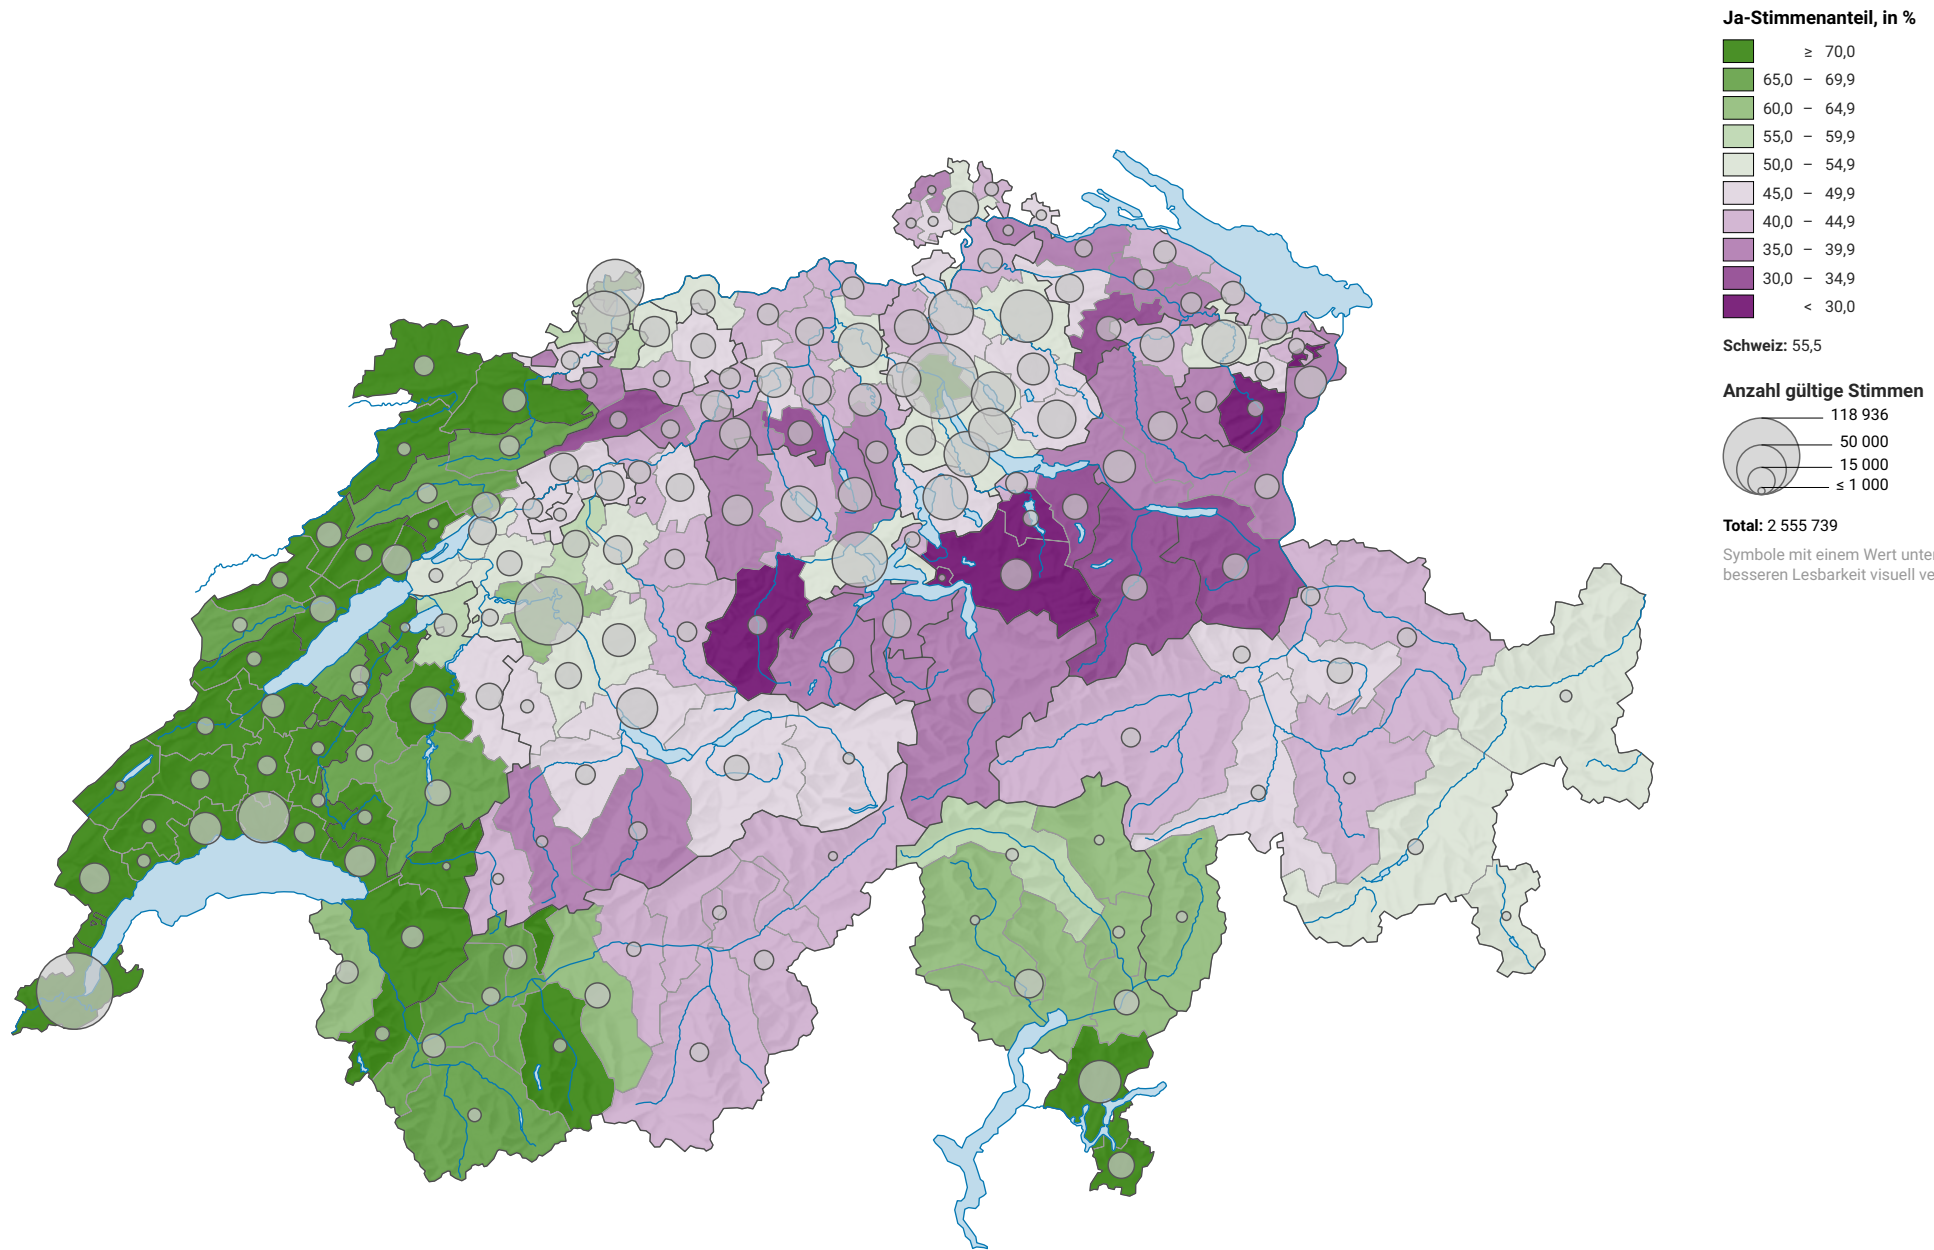 Ja-Stimmenanteil, in %
≥ 70,0
65,0 – 69,9
60,0 – 64,9
55,0 – 59,9
50,0 – 54,9
45,0 – 49,9
40,0 – 44,9
35,0 – 39,9
30,0 – 34,9
< 30,0
Schweiz: 55,5
Anzahl gültige Stimmen
118 936
50 000
15 000
≤ 1 000
Total: 2 555 739
Symbole mit einem Wert unter
besseren Lesbarkeit visuell ve